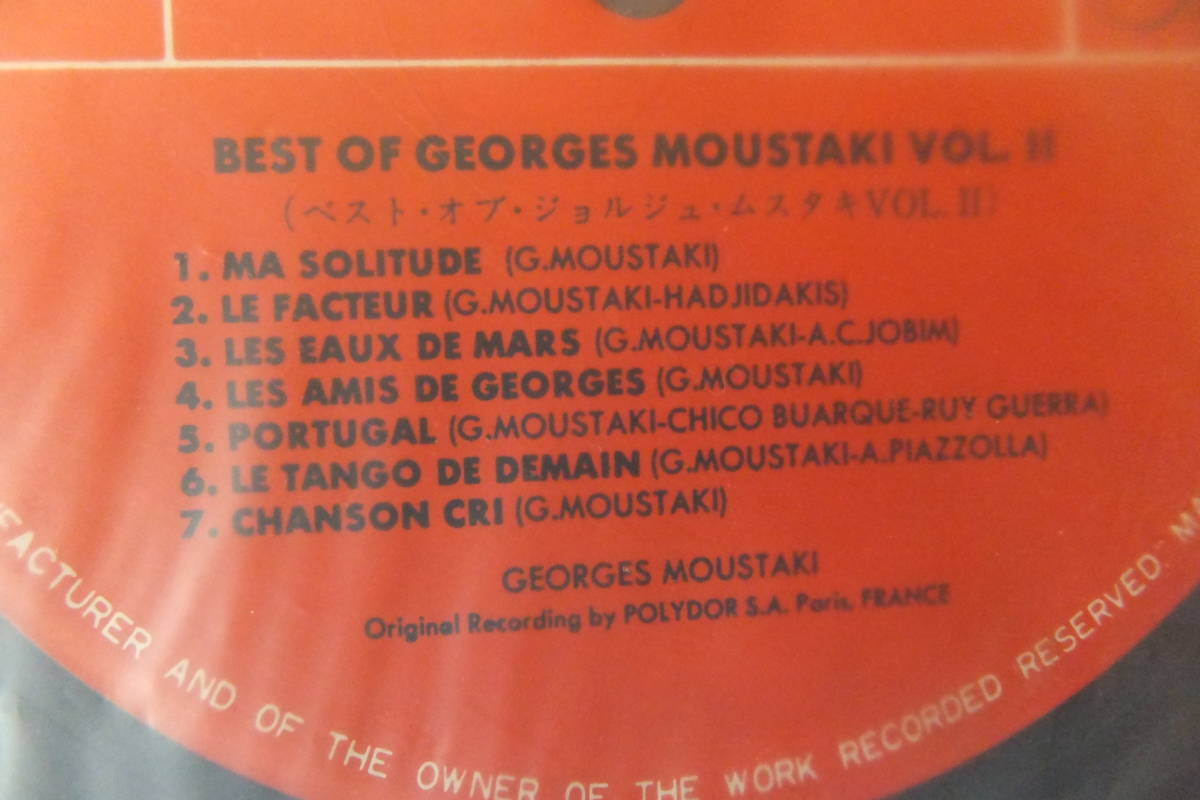 BEST OF GEORGES MOUSTAKI VOL. II
(ベスト・オブ・ジョルジュ・ムスタキVOL. II)
1. MA SOLITUDE (G.MOUSTAKI)
2. LE FACTEUR (G.MOUSTAKI-HADJIDAKIS)
3. LES EAUX DE MARS (G.MOUSTAKI-A.C.JOBIM)
4. LES AMIS DE GEORGES (G.MOUSTAKI)
5. PORTUGAL (G.MOUSTAKI-CHICO BUARQUE-RUY GUERRA)
6. LE TANGO DE DEMAIN (G.MOUSTAKI-A.PIAZZOLLA)
7. CHANSON CRI (G.MOUSTAKI)
GEORGES MOUSTAKI
Original Recording by POLYDOR S.A. Paris, FRANCE
FACTURER AND OF THE OWNER OF THE WORK RECORDED RESERVED.